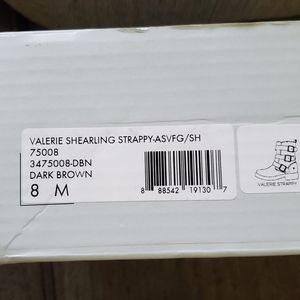 VALERIE SHEARLING STRAPPY-ASVFG/SH
75008
3475008-DBN
DARK BROWN
8 M
8 88542 19130 7
VALERIE STRAPPY